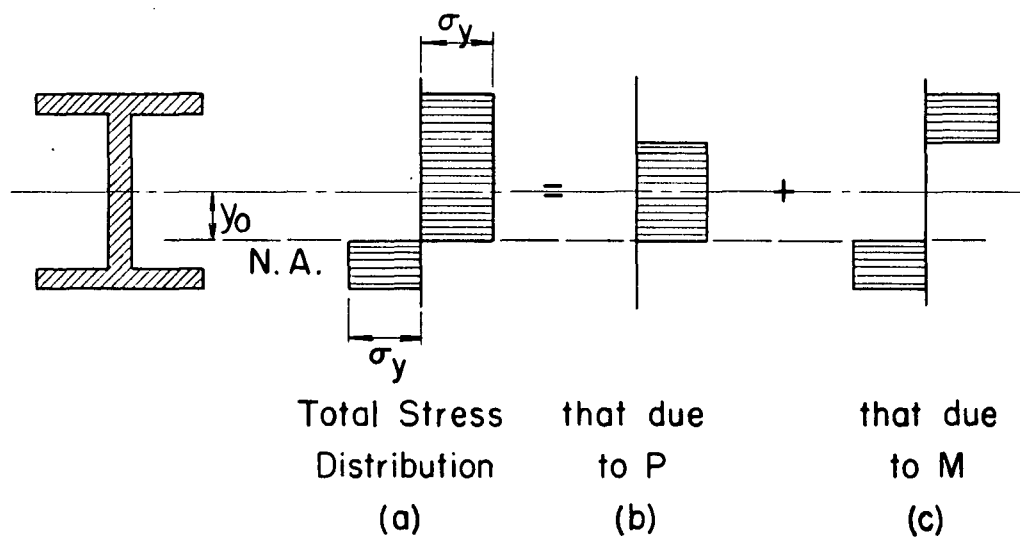 σy
=
+
yo
N. A.
σy
Total Stress
Distribution
(a)
that due
to P
(b)
that due
to M
(c)